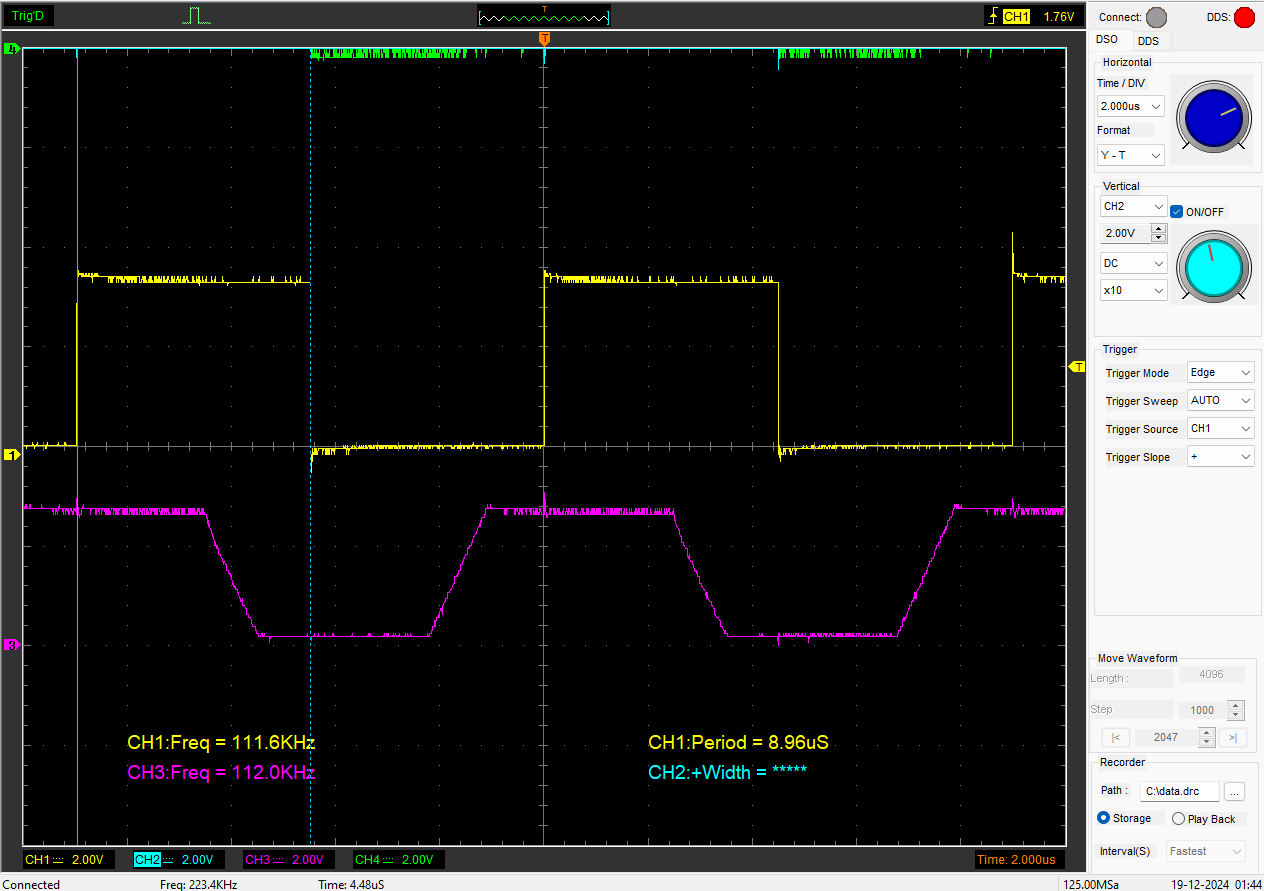 Trig'D
T
CH1 1.76V
Connect:
DDS:
DSO DDS
T
4
Horizontal
Time / DIV
2.000us
Format
Y - T
Vertical
CH2
ON/OFF
2.00V
DC
x10
Trigger
T
Trigger Mode Edge
Trigger Sweep AUTO
Trigger Source CH1
Trigger Slope +
1
3
Move Waveform
Length : 4096
Step 1000
|< 2047 >|
CH1:Freq = 111.6KHz CH1:Period = 8.96uS
CH3:Freq = 112.0KHz CH2:+Width = *****
Recorder
Path : C:\data.drc ...
Storage Play Back
Interval(S) Fastest
CH1 2.00V CH2 2.00V CH3 2.00V CH4 2.00V Time: 2.000us
Connected Freq: 223.4KHz Time: 4.48uS 125.00MSa 19-12-2024 01:44